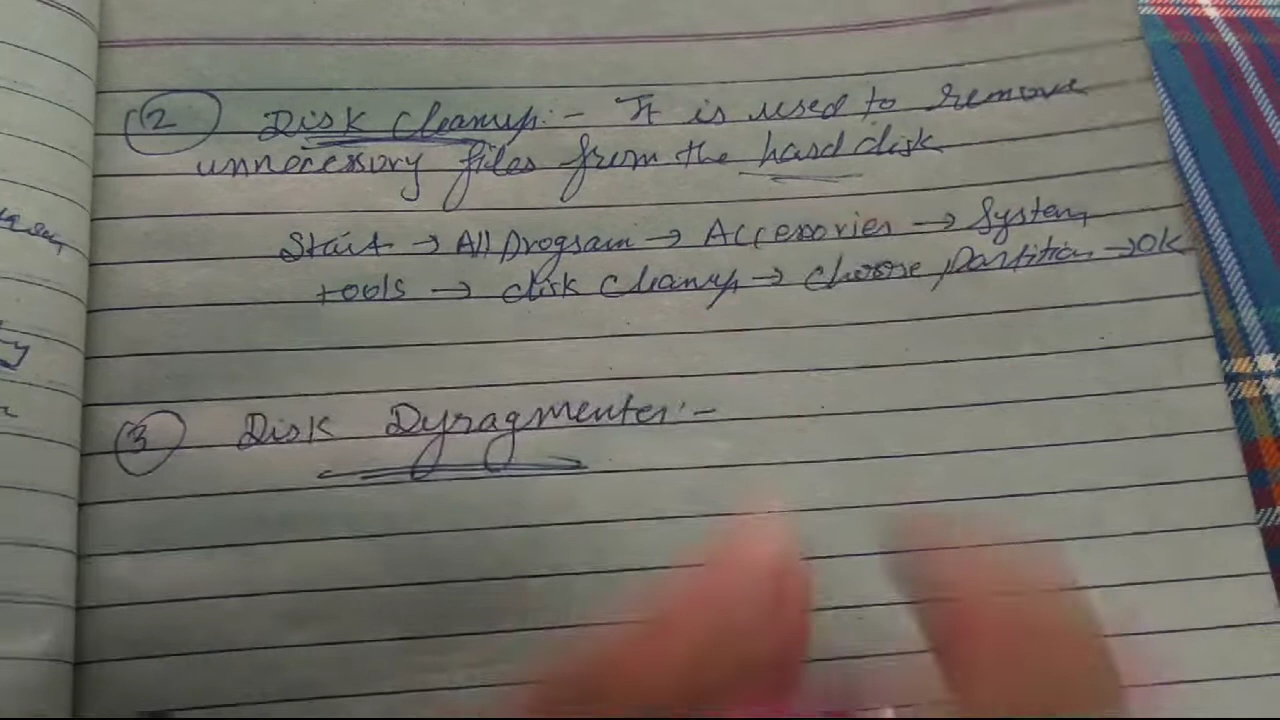 ② Disk Cleanup:- It is used to remove
unnecessary files from the hard disk
Start → All Program → Accessories → System
tools → disk cleanup → choose partition → OK
③ Disk Dyragmenter:-